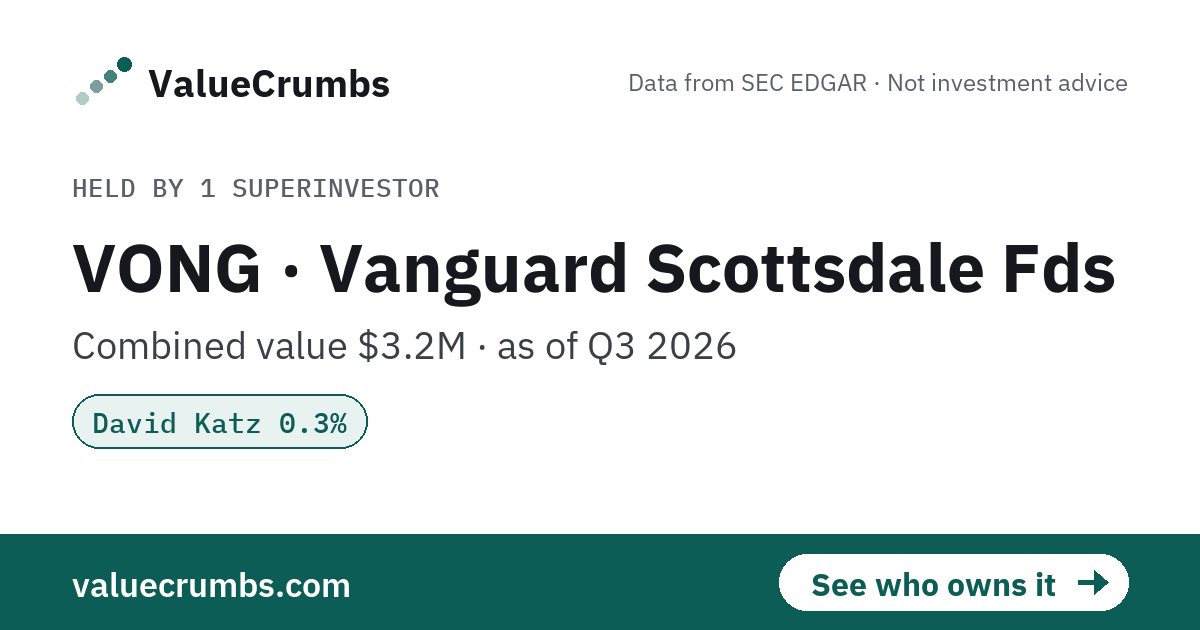 ValueCrumbs
Data from SEC EDGAR · Not investment advice
HELD BY 1 SUPERINVESTOR
VONG · Vanguard Scottsdale Fds
Combined value $3.2M · as of Q3 2026
David Katz 0.3%
valuecrumbs.com
See who owns it →